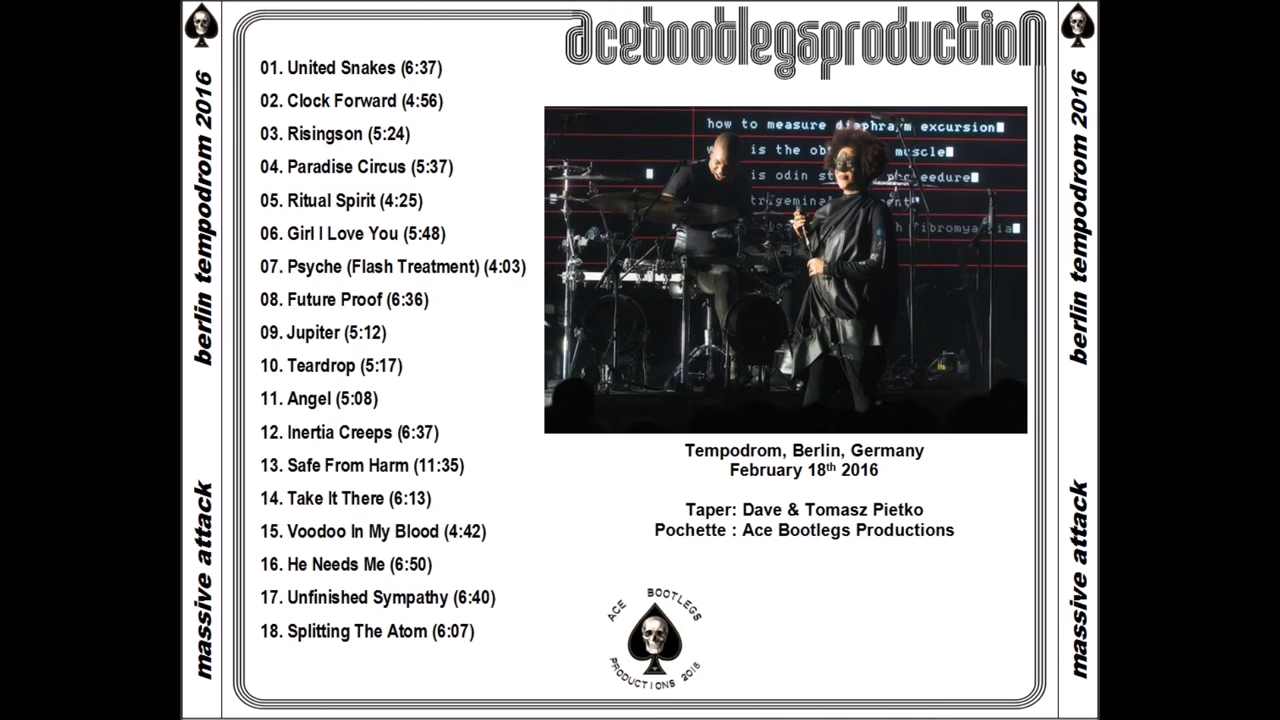 acebootlegsproduction
berlin tempodrom 2016
massive attack
01. United Snakes (6:37)
02. Clock Forward (4:56)
03. Risingson (5:24)
04. Paradise Circus (5:37)
05. Ritual Spirit (4:25)
06. Girl I Love You (5:48)
07. Psyche (Flash Treatment) (4:03)
08. Future Proof (6:36)
09. Jupiter (5:12)
10. Teardrop (5:17)
11. Angel (5:08)
12. Inertia Creeps (6:37)
13. Safe From Harm (11:35)
14. Take It There (6:13)
15. Voodoo In My Blood (4:42)
16. He Needs Me (6:50)
17. Unfinished Sympathy (6:40)
18. Splitting The Atom (6:07)
how to measure diaphragm excursion
is the muscle
is odin
Tempodrom, Berlin, Germany
February 18th 2016
Taper: Dave & Tomasz Pietko
Pochette : Ace Bootlegs Productions
ACE BOOTLEGS
PRODUCTIONS 2015
berlin tempodrom 2016
massive attack